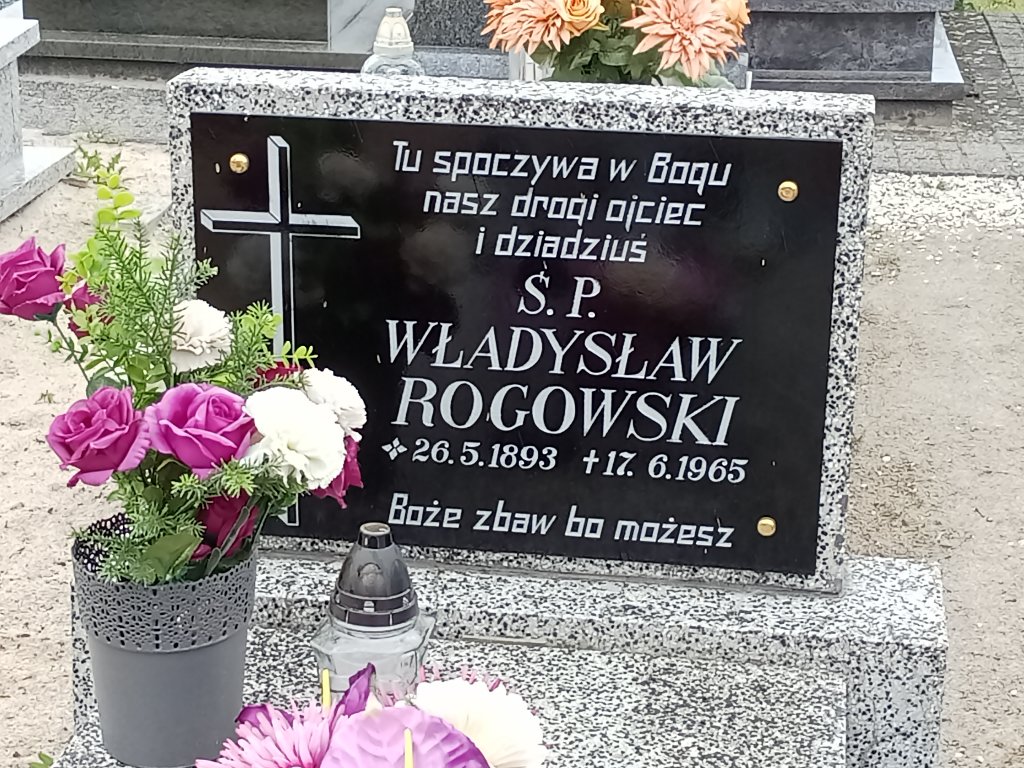 Tu spoczywa w Bogu
nasz drogi ojciec
i dziadziuś
Ś. P.
WŁADYSŁAW
ROGOWSKI
❖ 26. 5. 1893 ✝ 17. 6. 1965
Boże zbaw bo możesz